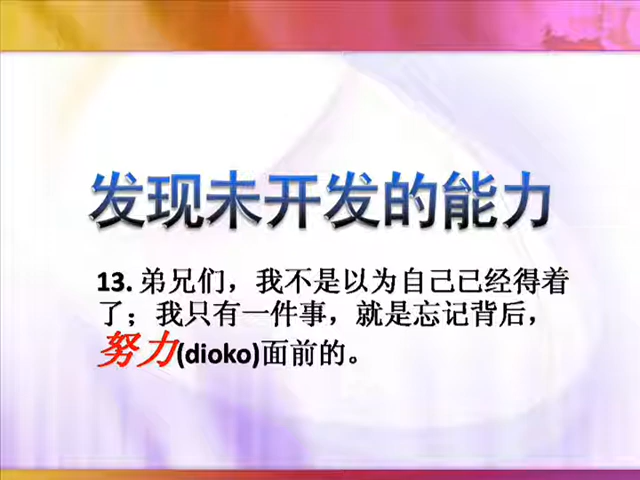 发现未开发的能力
13. 弟兄们，我不是以为自己已经得着
了；我只有一件事，就是忘记背后，
努力(dioko)面前的。